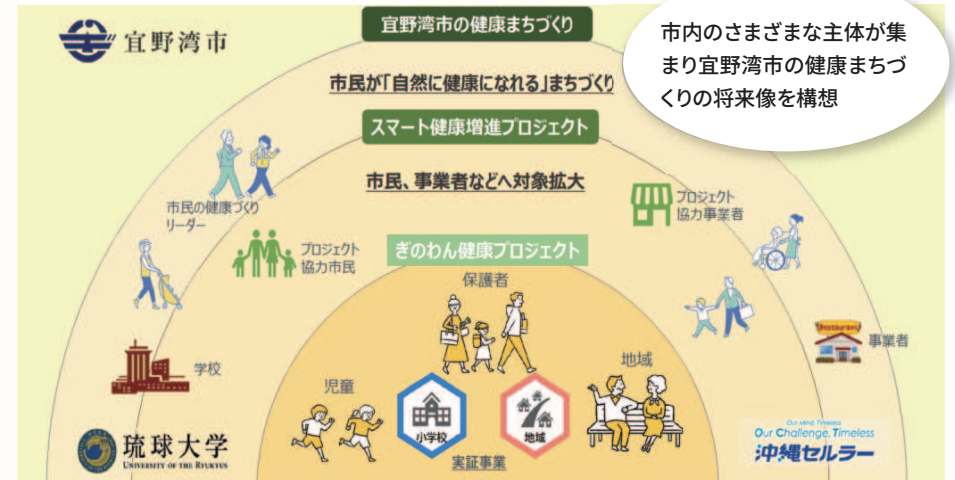 宜野湾市
宜野湾市の健康まちづくり
市内のさまざまな主体が集
まり宜野湾市の健康まちづ
くりの将来像を構想
市民が「自然に健康になれる」まちづくり
スマート健康増進プロジェクト
市民、事業者などへ対象拡大
市民の健康づくり
リーダー
プロジェクト
協力事業者
プロジェクト
協力市民
ぎのわん健康プロジェクト
保護者
Restaurant
事業者
学校
児童
地域
小学校
地域
実証事業
琉球大学
UNIVERSITY OF THE RYUKYUS
Our Mind, Timeless
Our Challenge, Timeless
沖縄セルラー